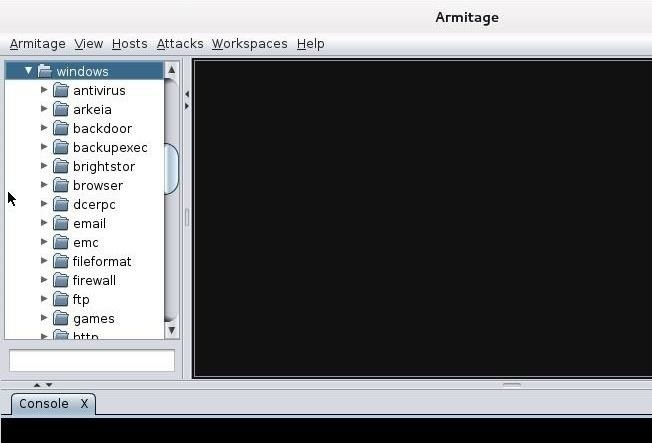 Armitage
Armitage View Hosts Attacks Workspaces Help
windows
antivirus
arkeia
backdoor
backupexec
brightstor
browser
dcerpc
email
emc
fileformat
firewall
ftp
games
http
Console X